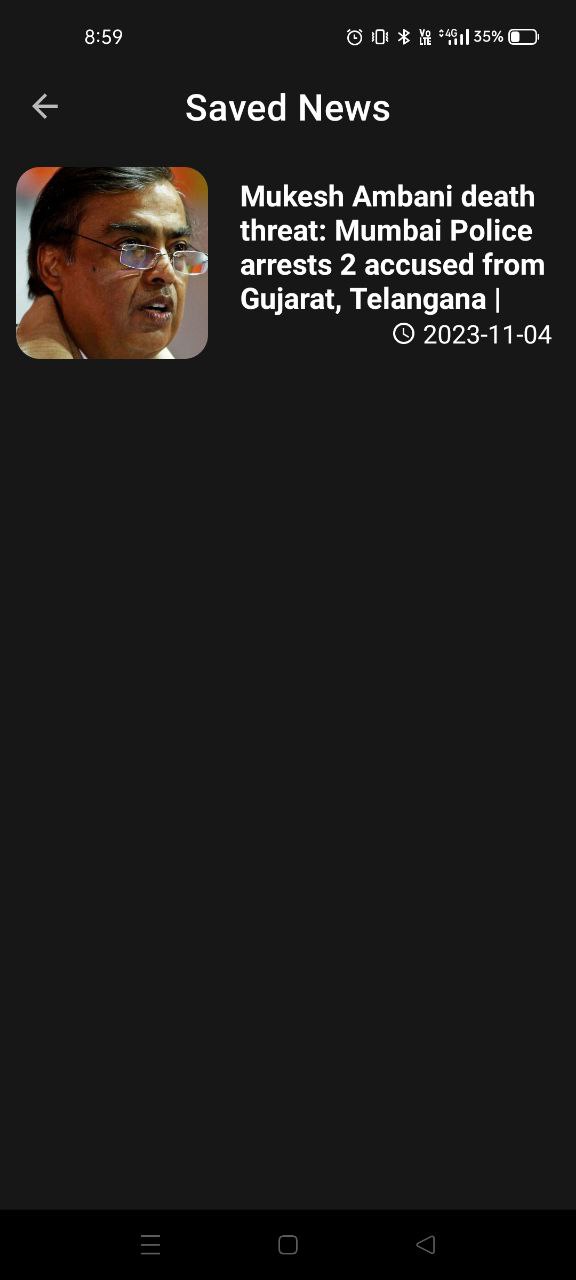 8:59
Vo
LTE
4G
35%
Saved News
Mukesh Ambani death
threat: Mumbai Police
arrests 2 accused from
Gujarat, Telangana |
2023-11-04